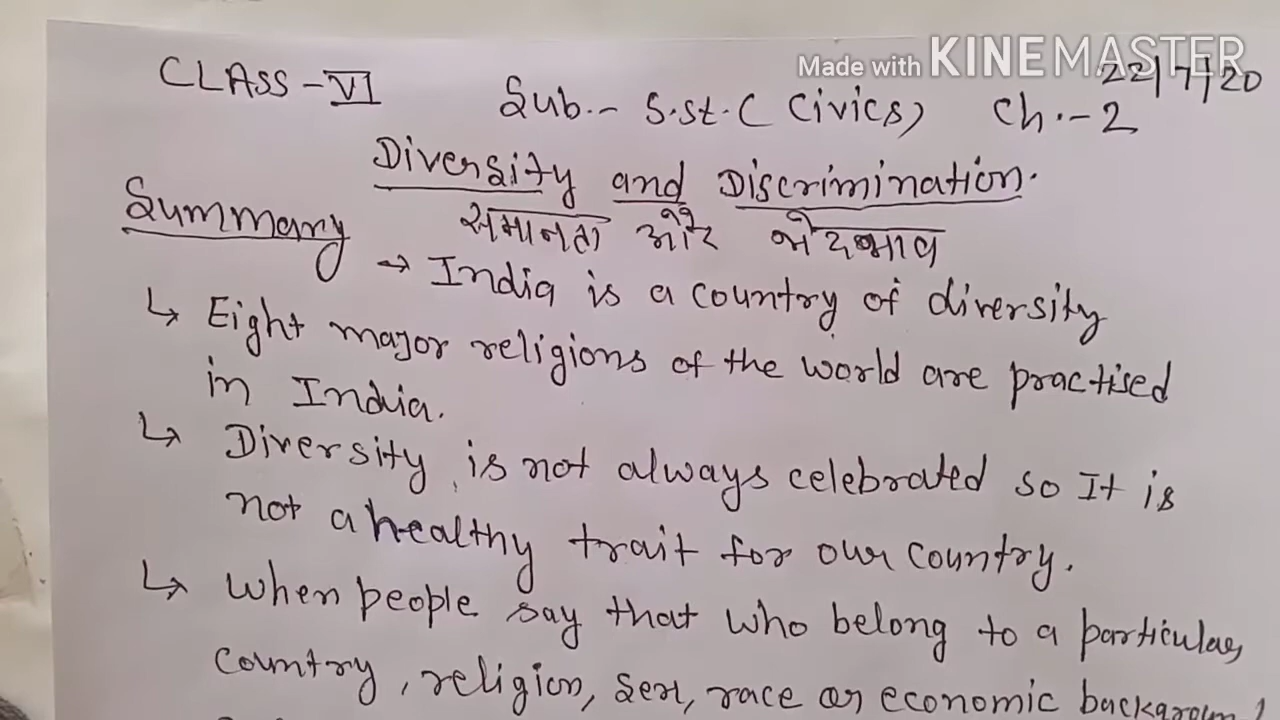 Made with KINEMASTER
22/7/20
CLASS-VI
Sub.- S.st.( Civics) Ch.-2
Diversity and Discrimination.
समानता और भेदभाव
Summary
→ India is a country of diversity
↳ Eight major religions of the world are practised
in India.
↳ Diversity is not always celebrated so It is
not a healthy trait for our country.
↳ When people say that who belong to a particular
country, religion, sex, race or economic background